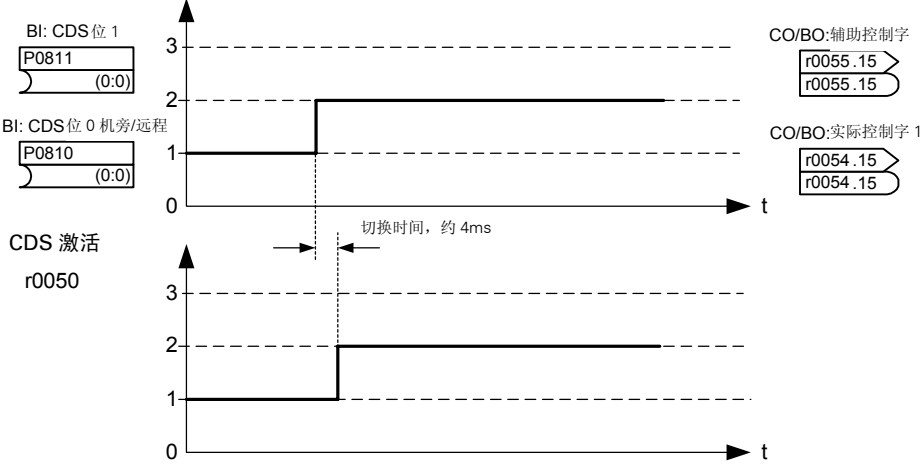 BI: CDS位 1
P0811
(0:0)
BI: CDS位 0 机旁/远程
P0810
(0:0)
3
2
1
0
t
CO/BO:辅助控制字
r0055.15
r0055.15
CO/BO:实际控制字 1
r0054.15
r0054.15
切换时间，约 4ms
CDS 激活
r0050
3
2
1
0
t